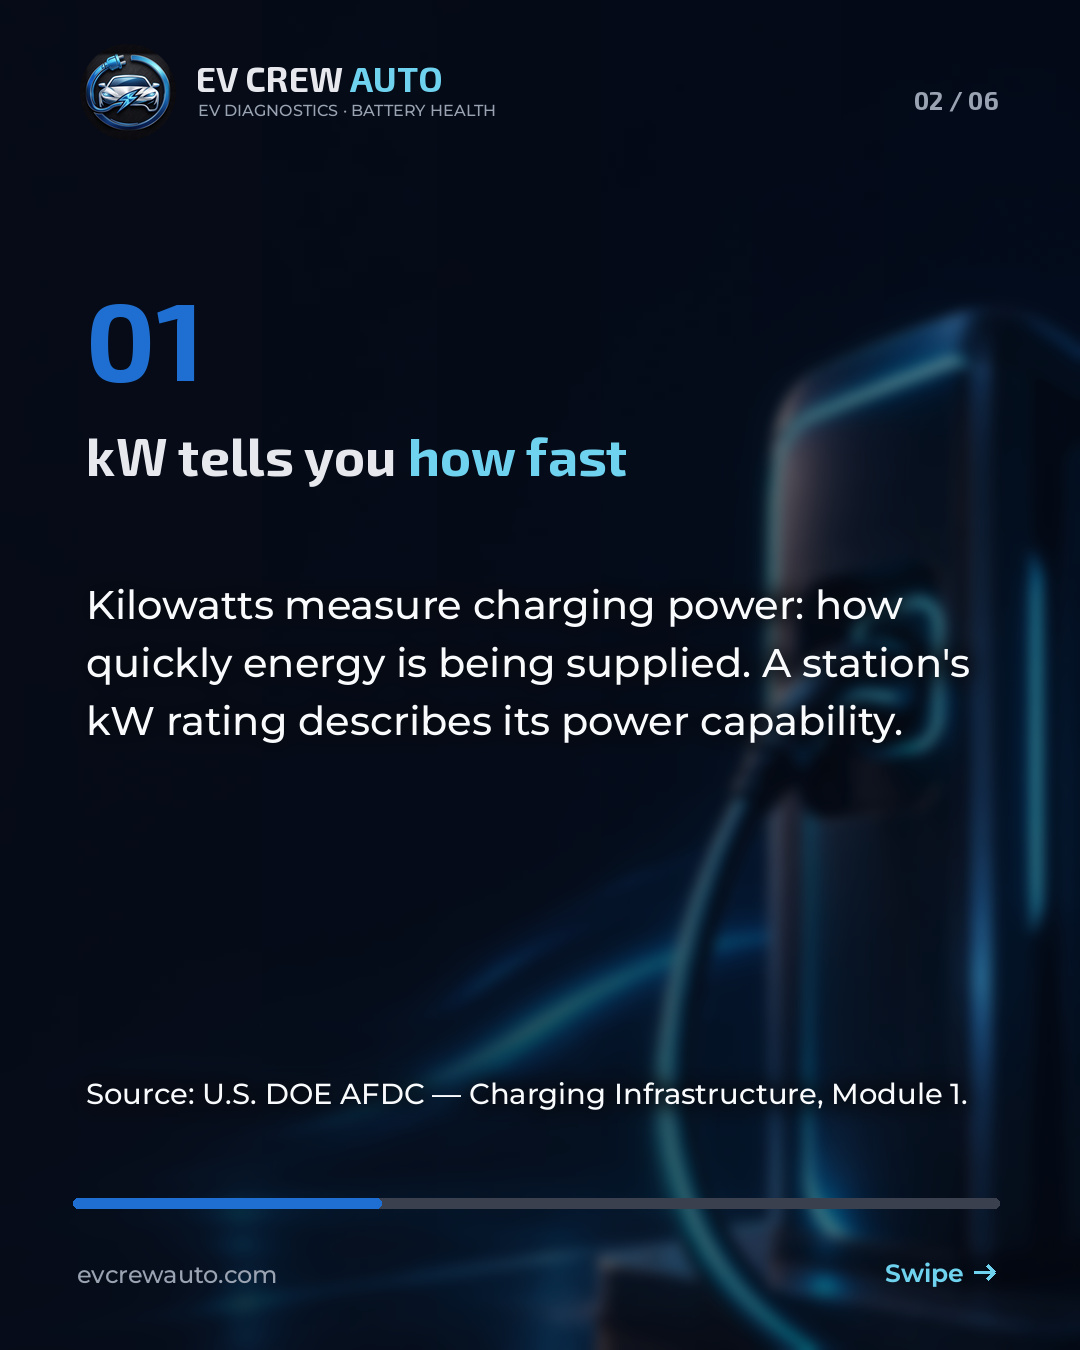 EV CREW AUTO
EV DIAGNOSTICS · BATTERY HEALTH
02 / 06
01
kW tells you how fast
Kilowatts measure charging power: how
quickly energy is being supplied. A station's
kW rating describes its power capability.
Source: U.S. DOE AFDC — Charging Infrastructure, Module 1.
evcrewauto.com
Swipe →